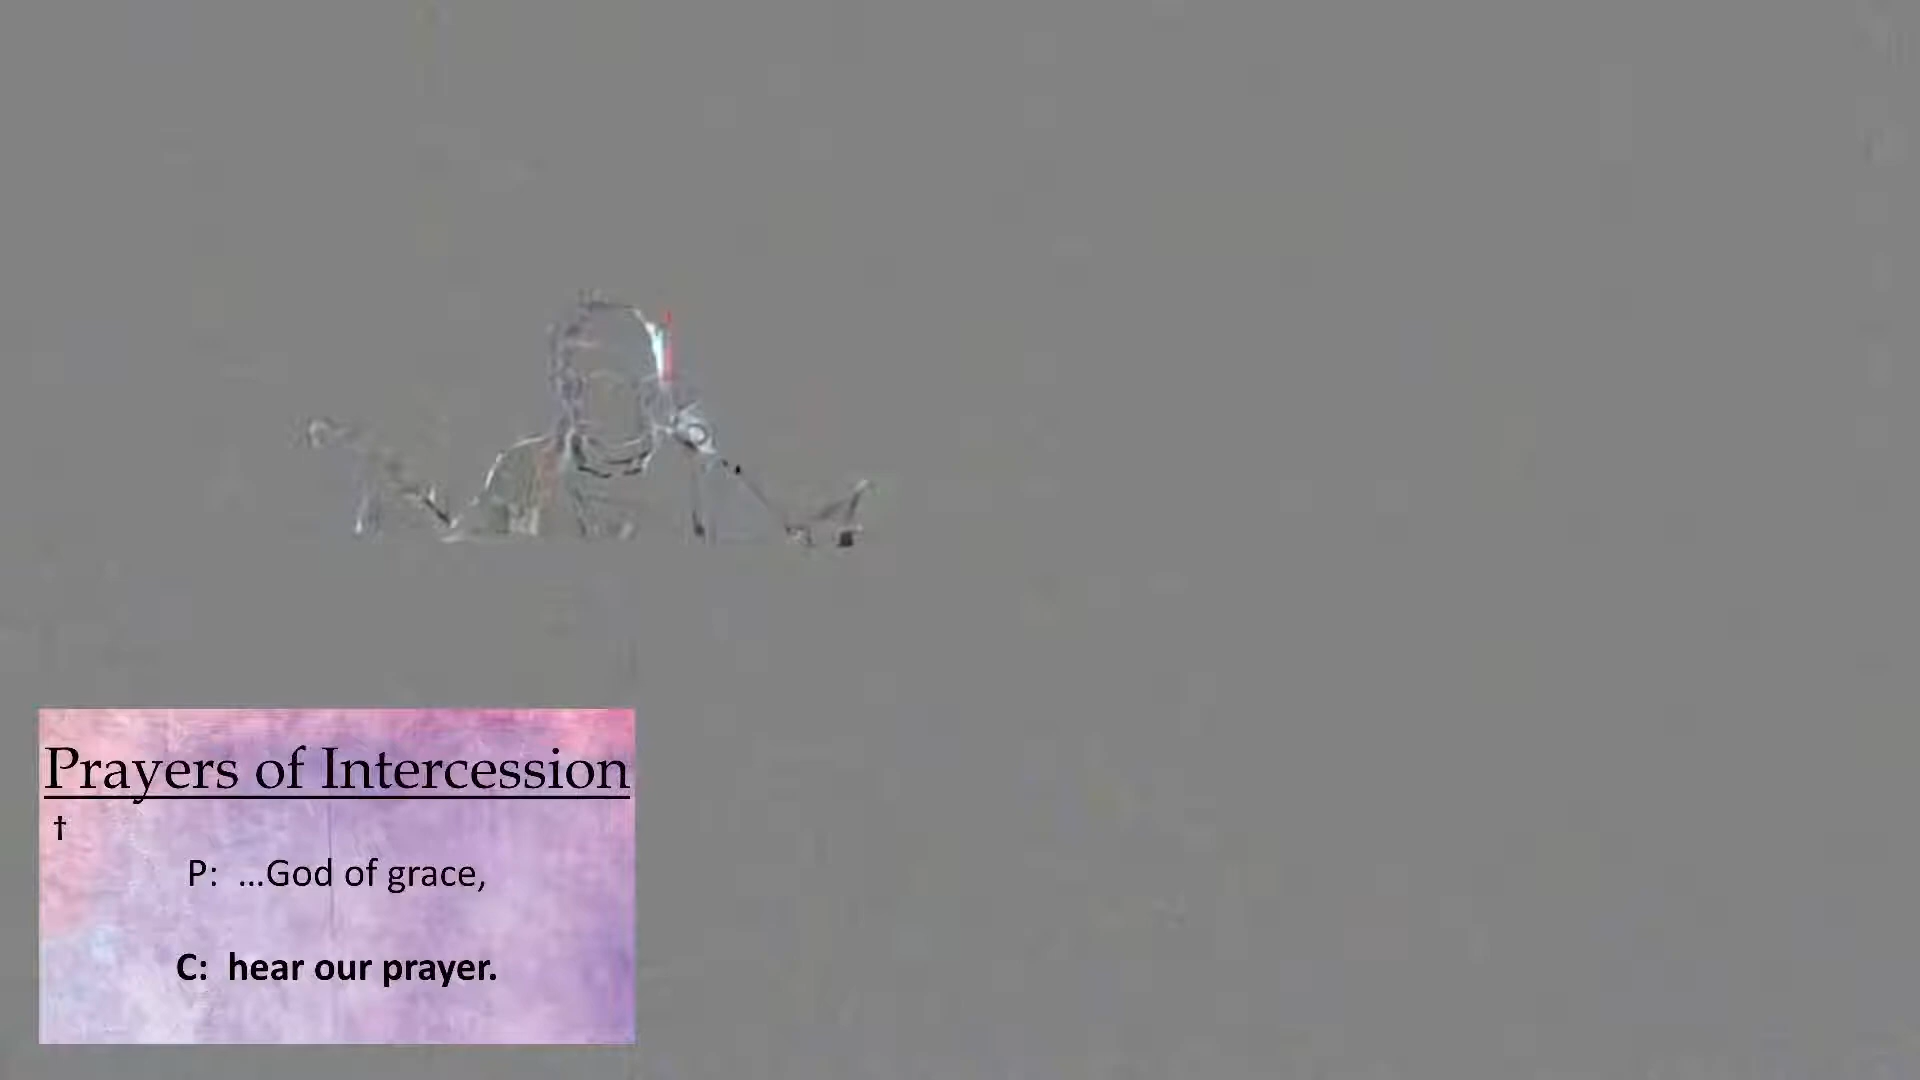 Prayers of Intercession
†
P: ...God of grace,
C: hear our prayer.